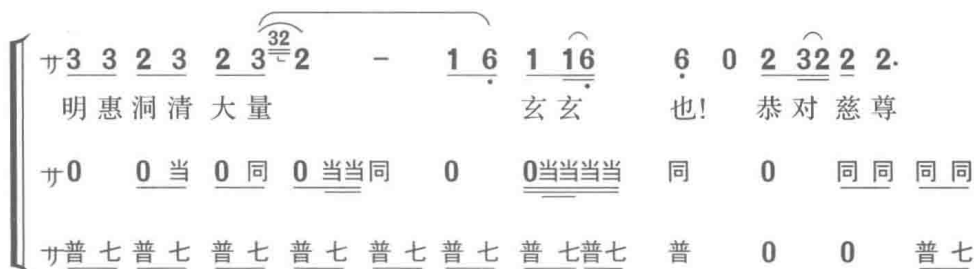 32
サ3 3 2 3 2 3 2 - 1 6 1 16 6 0 2 32 2 2.
明惠洞清大量 玄玄 也! 恭对慈尊
サ0 0当 0同 0当当同 0 0当当当当 同 0 同同 同同
サ普七 普七 普七 普七 普七 普七 普七普七 普 0 0 普七